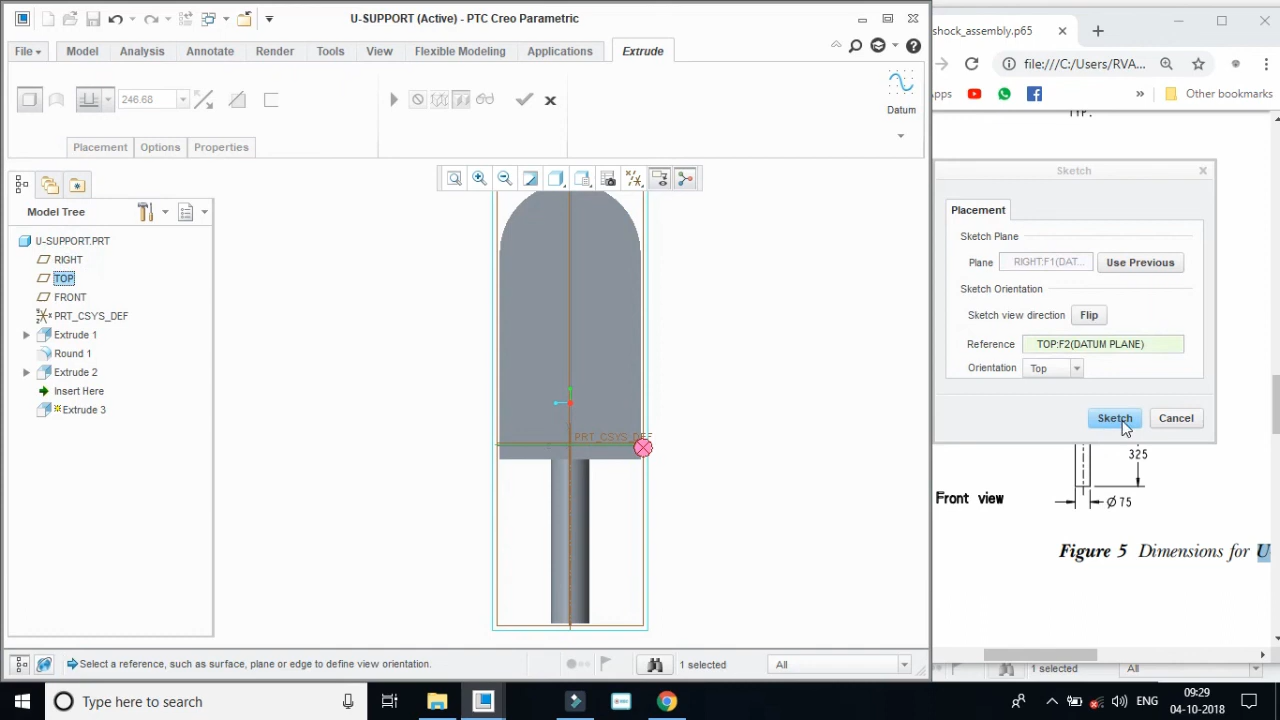 U-SUPPORT (Active) - PTC Creo Parametric
File
Model
Analysis
Annotate
Render
Tools
View
Flexible Modeling
Applications
Extrude
246.68
Datum
Placement
Options
Properties
Model Tree
U-SUPPORT.PRT
RIGHT
TOP
FRONT
PRT_CSYS_DEF
Extrude 1
Round 1
Extrude 2
Insert Here
Extrude 3
PRT_CSYS_DEF
Select a reference, such as surface, plane or edge to define view orientation.
1 selected
All
shock_assembly.p65
file:///C:/Users/RVA...
Other bookmarks
TYP.
Sketch
Placement
Sketch Plane
Plane
RIGHT:F1(DAT...
Use Previous
Sketch Orientation
Sketch view direction
Flip
Reference
TOP:F2(DATUM PLANE)
Orientation
Top
Sketch
Cancel
325
Front view
Ø 75
Figure 5 Dimensions for U
1 selected
All
Type here to search
ENG
09:29
04-10-2018